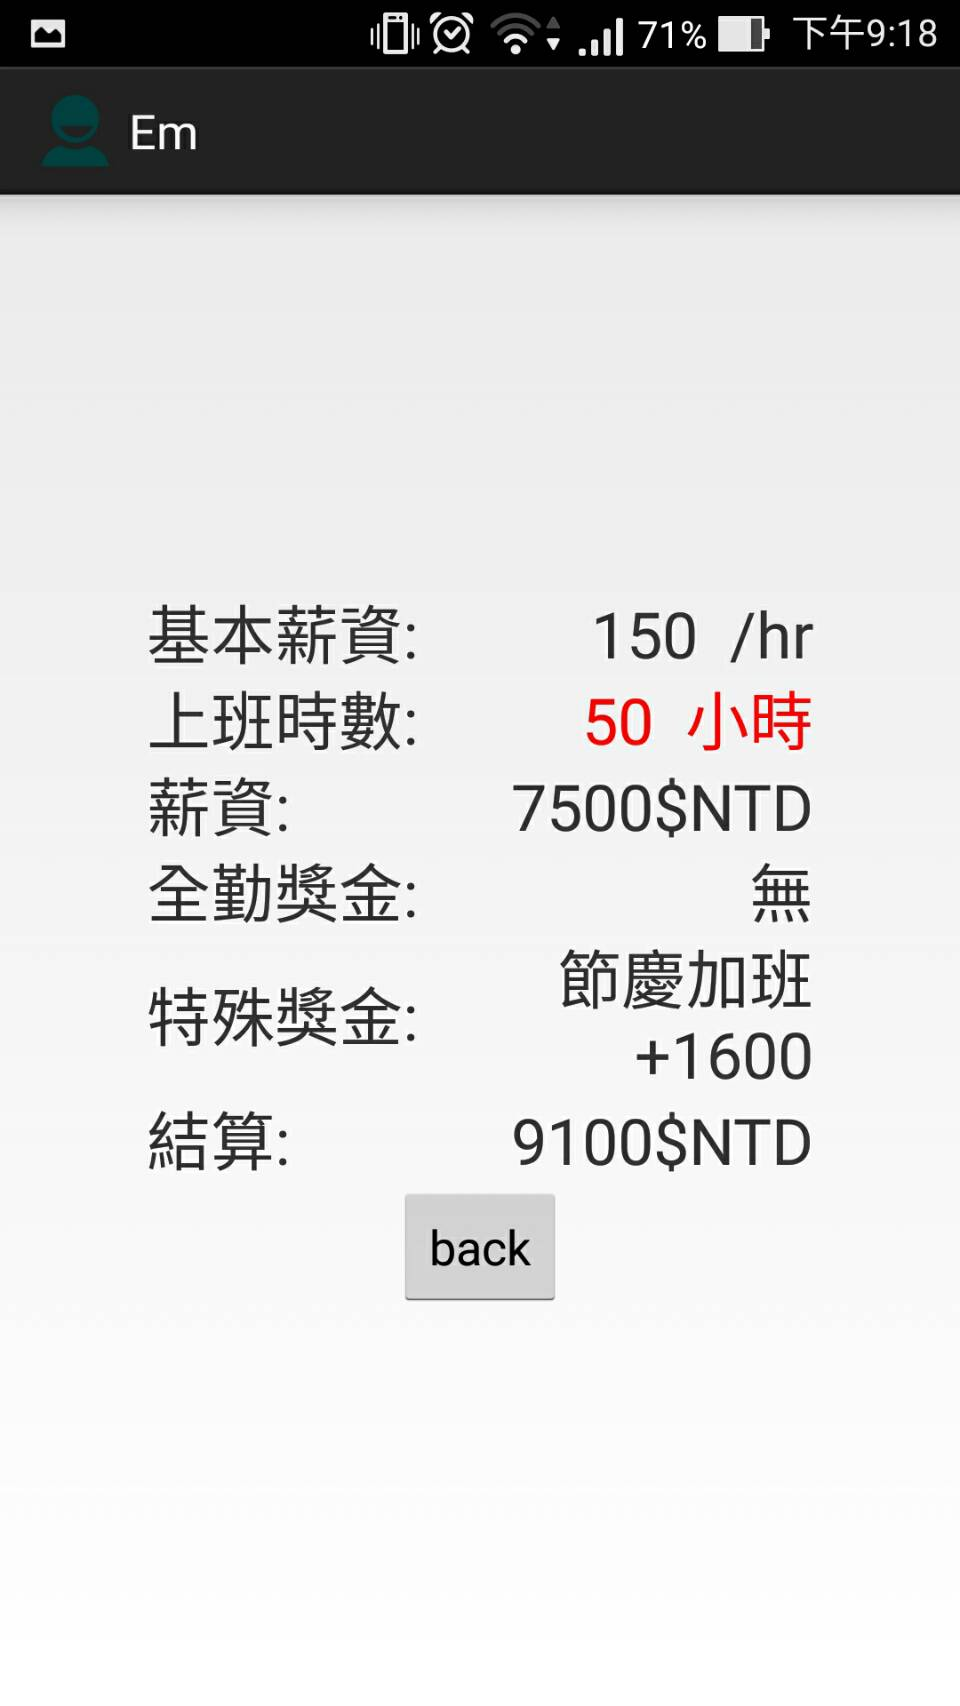 71% 下午9:18
Em
基本薪資: 150 /hr
上班時數: 50 小時
薪資: 7500$NTD
全勤獎金: 無
特殊獎金: 節慶加班
+1600
結算: 9100$NTD
back